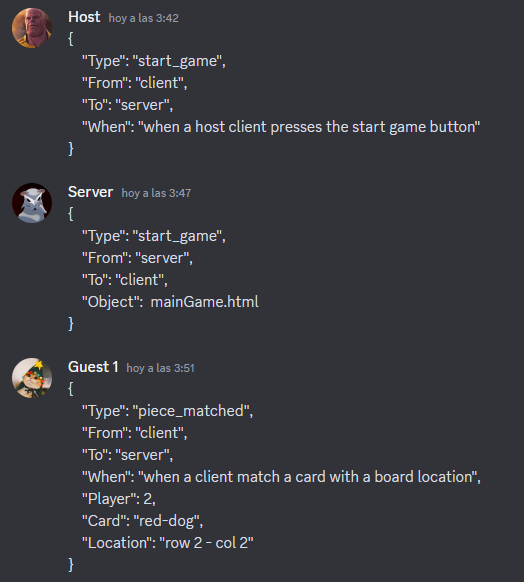 Host hoy a las 3:42
{
"Type": "start_game",
"From": "client",
"To": "server",
"When": "when a host client presses the start game button"
}
Server hoy a las 3:47
{
"Type": "start_game",
"From": "server",
"To": "client",
"Object": mainGame.html
}
Guest 1 hoy a las 3:51
{
"Type": "piece_matched",
"From": "client",
"To": "server",
"When": "when a client match a card with a board location",
"Player": 2,
"Card": "red-dog",
"Location": "row 2 - col 2"
}